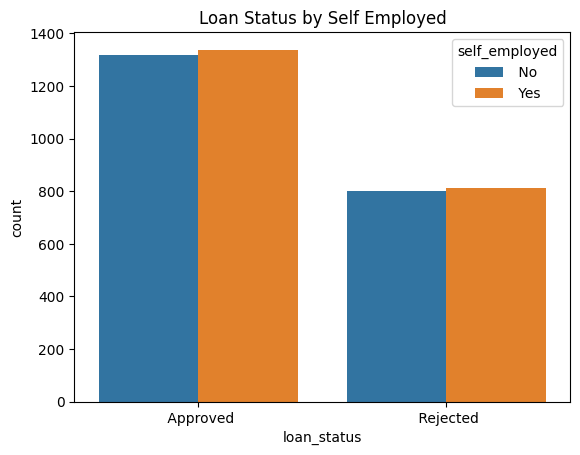 Loan Status by Self Employed
self_employed
No
Yes
1400
1200
1000
800
600
400
200
0
count
Approved
Rejected
loan_status